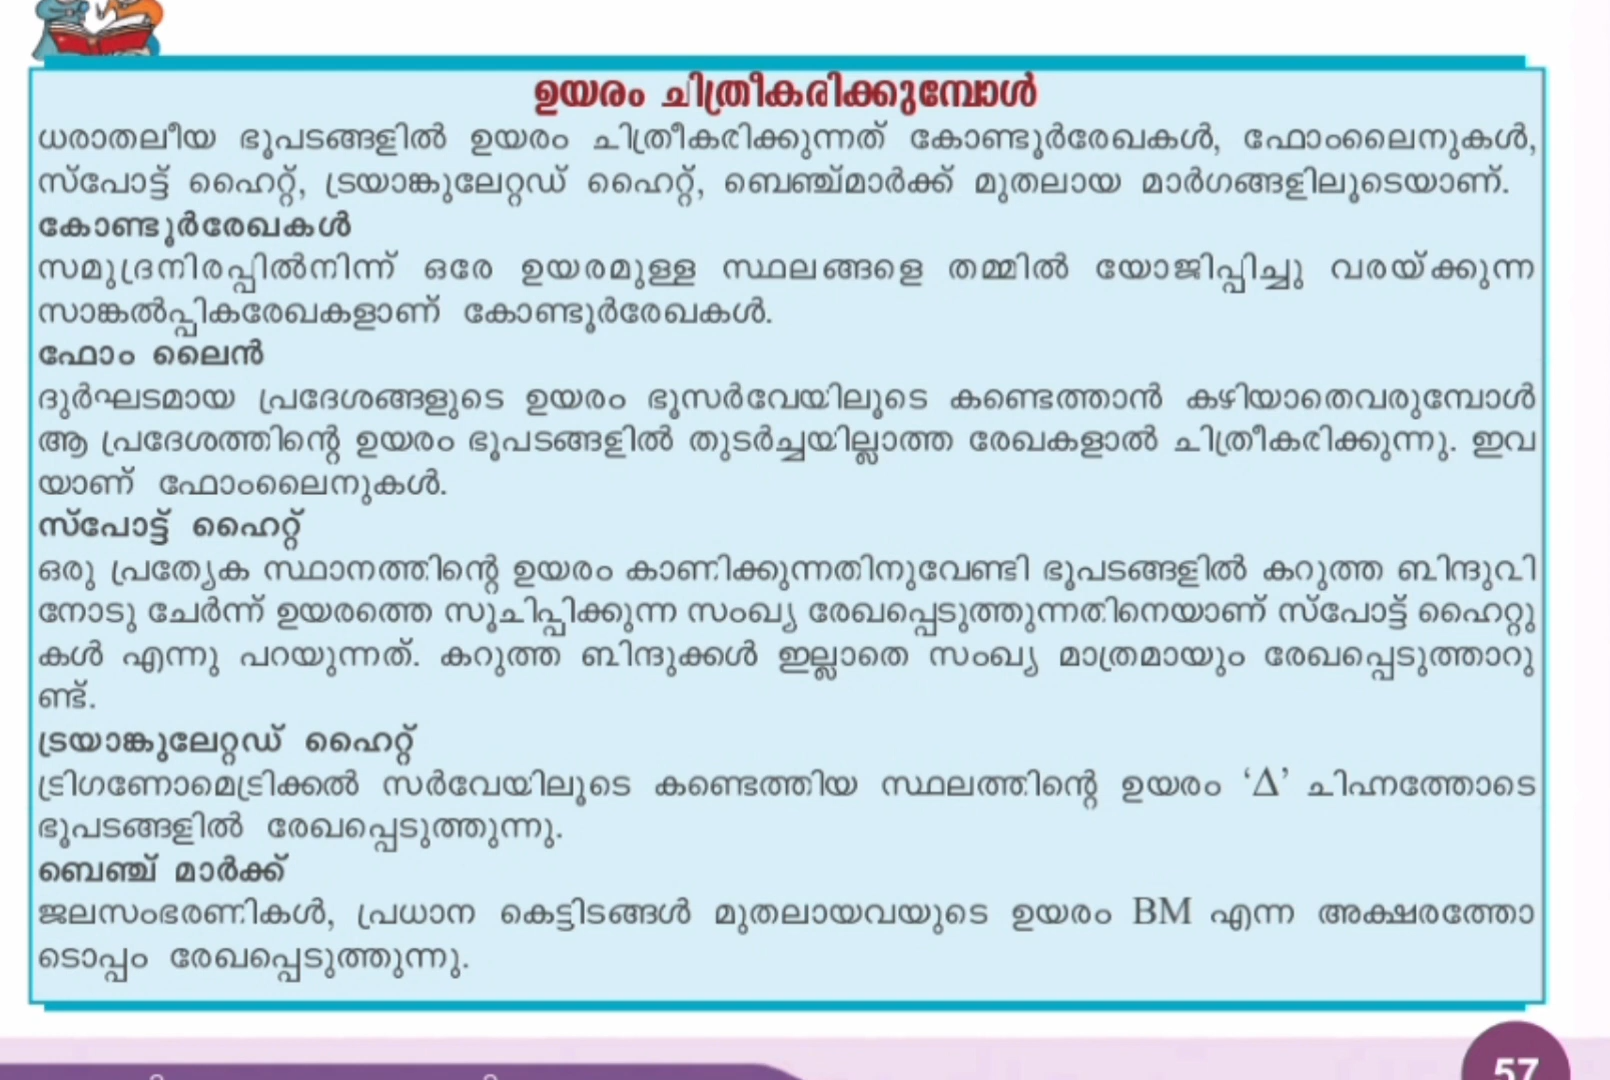 ഉയരം ചിത്രീകരിക്കുമ്പോൾ
ധരാതലീയ ഭൂപടങ്ങളിൽ ഉയരം ചിത്രീകരിക്കുന്നത് കോണ്ടൂർരേഖകൾ, ഫോംലൈനുകൾ,
സ്പോട്ട് ഹൈറ്റ്, ട്രയാങ്കുലേറ്റഡ് ഹൈറ്റ്, ബെഞ്ച്മാർക്ക് മുതലായ മാർഗങ്ങളിലൂടെയാണ്.
കോണ്ടൂർരേഖകൾ
സമുദ്രനിരപ്പിൽനിന്ന് ഒരേ ഉയരമുള്ള സ്ഥലങ്ങളെ തമ്മിൽ യോജിപ്പിച്ചു വരയ്ക്കുന്ന
സാങ്കൽപ്പികരേഖകളാണ് കോണ്ടൂർരേഖകൾ.
ഫോം ലൈൻ
ദുർഘടമായ പ്രദേശങ്ങളുടെ ഉയരം ഭൂസർവേയിലൂടെ കണ്ടെത്താൻ കഴിയാതെവരുമ്പോൾ
ആ പ്രദേശത്തിന്റെ ഉയരം ഭൂപടങ്ങളിൽ തുടർച്ചയില്ലാത്ത രേഖകളാൽ ചിത്രീകരിക്കുന്നു. ഇവ
യാണ് ഫോംലൈനുകൾ.
സ്പോട്ട് ഹൈറ്റ്
ഒരു പ്രത്യേക സ്ഥാനത്തിന്റെ ഉയരം കാണിക്കുന്നതിനുവേണ്ടി ഭൂപടങ്ങളിൽ കറുത്ത ബിന്ദുവി
നോടു ചേർന്ന് ഉയരത്തെ സൂചിപ്പിക്കുന്ന സംഖ്യ രേഖപ്പെടുത്തുന്നതിനെയാണ് സ്പോട്ട് ഹൈറ്റു
കൾ എന്നു പറയുന്നത്. കറുത്ത ബിന്ദുക്കൾ ഇല്ലാതെ സംഖ്യ മാത്രമായും രേഖപ്പെടുത്താറു
ണ്ട്.
ട്രയാങ്കുലേറ്റഡ് ഹൈറ്റ്
ട്രിഗണോമെട്രിക്കൽ സർവേയിലൂടെ കണ്ടെത്തിയ സ്ഥലത്തിന്റെ ഉയരം ‘Δ’ ചിഹ്നത്തോടെ
ഭൂപടങ്ങളിൽ രേഖപ്പെടുത്തുന്നു.
ബെഞ്ച് മാർക്ക്
ജലസംഭരണികൾ, പ്രധാന കെട്ടിടങ്ങൾ മുതലായവയുടെ ഉയരം BM എന്ന അക്ഷരത്തോ
ടൊപ്പം രേഖപ്പെടുത്തുന്നു.
57